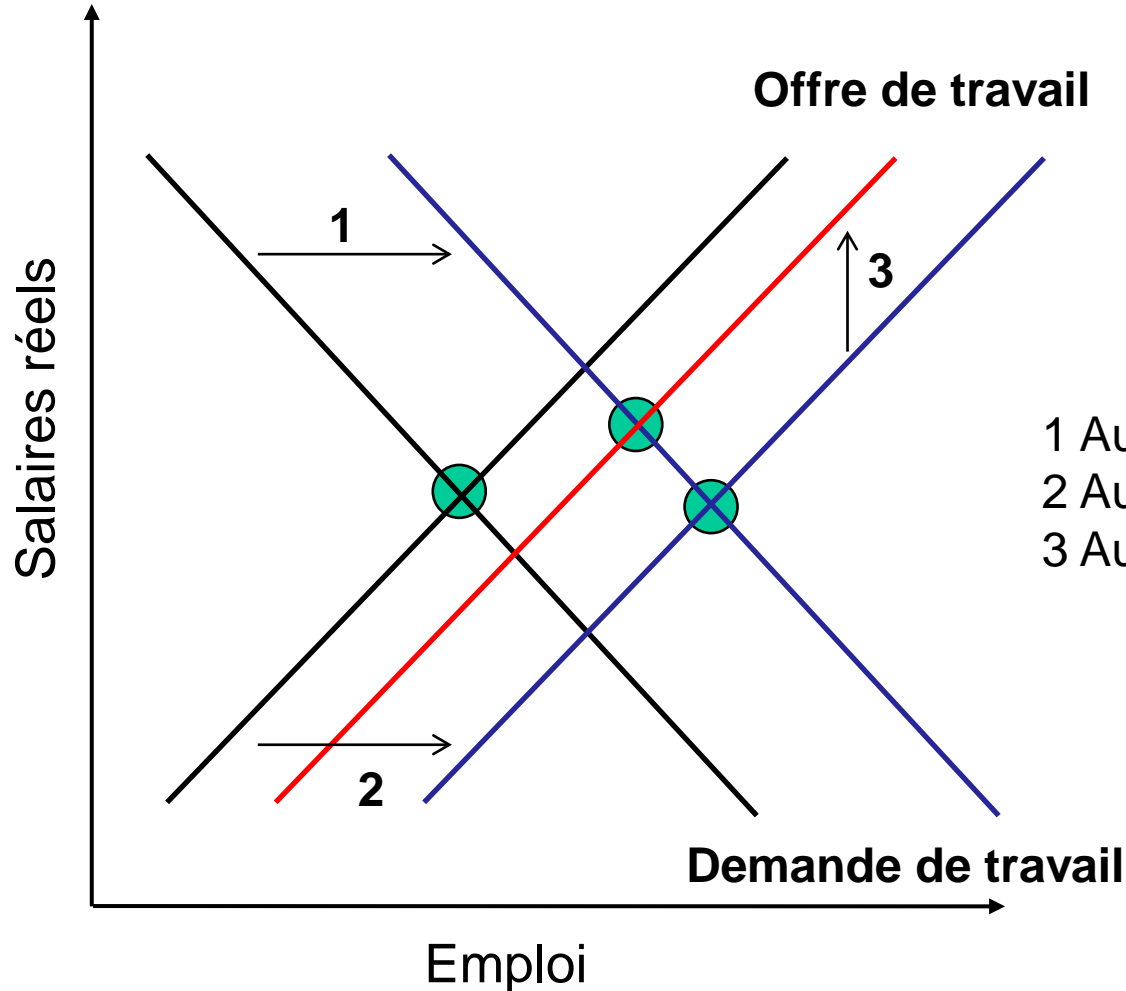 Offre de travail
1
3
Salaires réels
1 Au
2 Au
3 Au
2
Demande de travail
Emploi